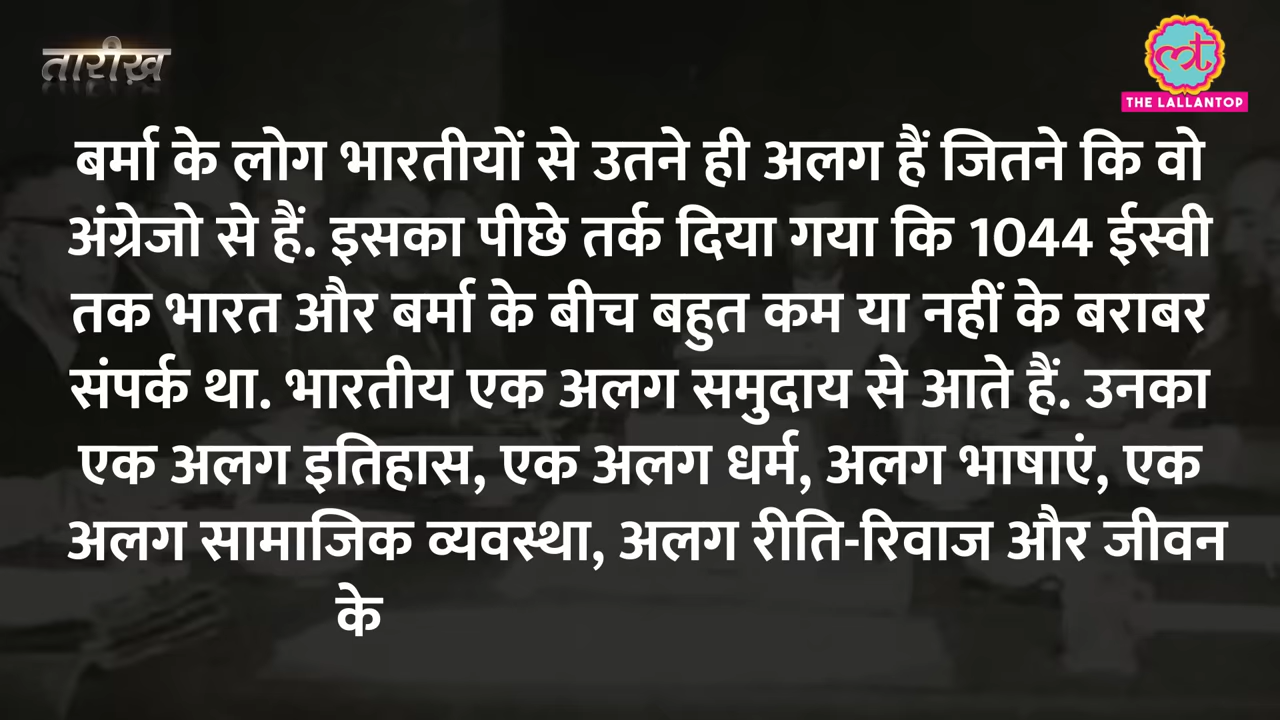 तारीख़
THE LALLANTOP
बर्मा के लोग भारतीयों से उतने ही अलग हैं जितने कि वो
अंग्रेजो से हैं. इसका पीछे तर्क दिया गया कि 1044 ईस्वी
तक भारत और बर्मा के बीच बहुत कम या नहीं के बराबर
संपर्क था. भारतीय एक अलग समुदाय से आते हैं. उनका
एक अलग इतिहास, एक अलग धर्म, अलग भाषाएं, एक
अलग सामाजिक व्यवस्था, अलग रीति-रिवाज और जीवन
के